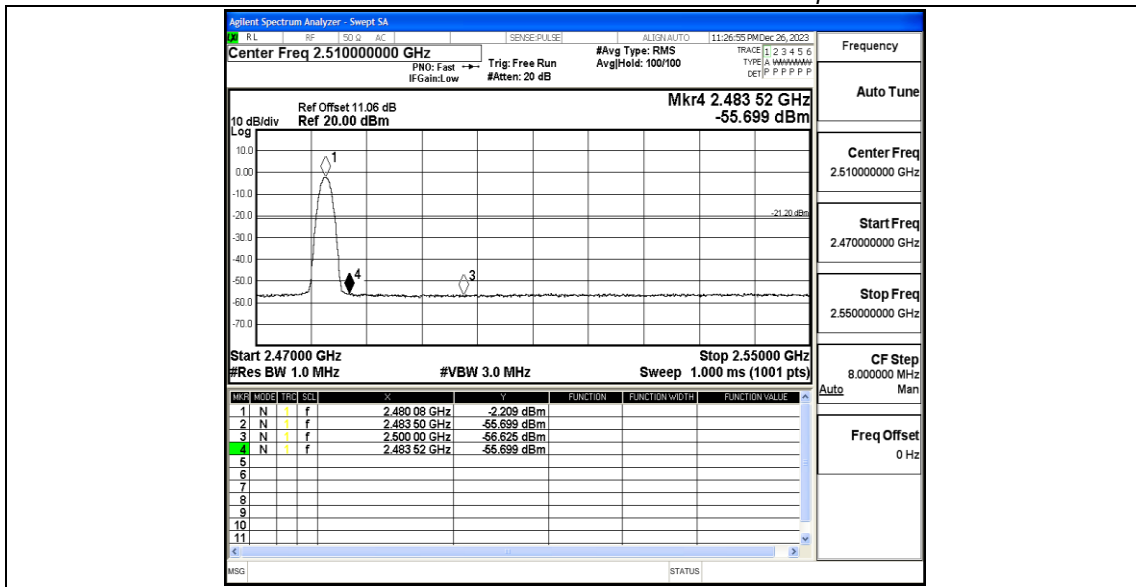 Agilent Spectrum Analyzer - Swept SA
RL RF 50 Ω AC SENSE:PULSE ALIGNAUTO 11:26:55 PM Dec 26, 2023
Center Freq 2.510000000 GHz
PNO: Fast
IFGain:Low
Trig: Free Run
#Atten: 20 dB
#Avg Type: RMS
Avg|Hold: 100/100
TRACE 1 2 3 4 5 6
TYPE A WWWWW
DET P P P P P P
Ref Offset 11.06 dB
10 dB/div Ref 20.00 dBm
Log
Mkr4 2.483 52 GHz
-55.699 dBm
10.0
0.00
-10.0
-20.0
-30.0
-40.0
-50.0
-60.0
-70.0
1
-21.20 dBm
4
3
Start 2.47000 GHz Stop 2.55000 GHz
#Res BW 1.0 MHz #VBW 3.0 MHz Sweep 1.000 ms (1001 pts)
MKR MODE TRC SCL X Y FUNCTION FUNCTION WIDTH FUNCTION VALUE
1 N 1 f 2.480 08 GHz -2.209 dBm
2 N 1 f 2.483 50 GHz -55.699 dBm
3 N 1 f 2.500 00 GHz -56.625 dBm
4 N 1 f 2.483 52 GHz -55.699 dBm
5
6
7
8
9
10
11
MSG STATUS
Frequency
Auto Tune
Center Freq
2.510000000 GHz
Start Freq
2.470000000 GHz
Stop Freq
2.550000000 GHz
CF Step
8.000000 MHz
Auto Man
Freq Offset
0 Hz